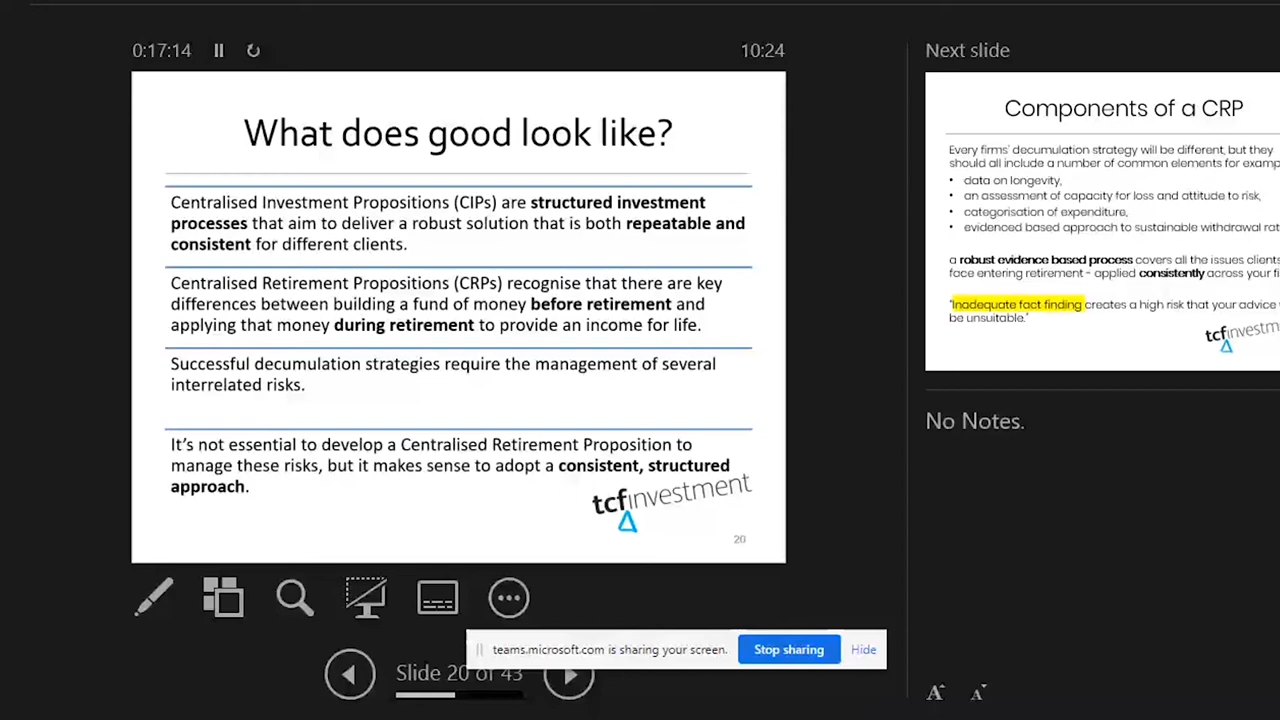 0:17:14
10:24
What does good look like?
Centralised Investment Propositions (CIPs) are structured investment
processes that aim to deliver a robust solution that is both repeatable and
consistent for different clients.
Centralised Retirement Propositions (CRPs) recognise that there are key
differences between building a fund of money before retirement and
applying that money during retirement to provide an income for life.
Successful decumulation strategies require the management of several
interrelated risks.
It's not essential to develop a Centralised Retirement Proposition to
manage these risks, but it makes sense to adopt a consistent, structured
approach.
tcfinvestment
20
teams.microsoft.com is sharing your screen.
Stop sharing
Hide
Slide 20 of 43
Next slide
Components of a CRP
Every firms' decumulation strategy will be different, but they
should all include a number of common elements for
• data on longevity,
• an assessment of capacity for loss and attitude to risk,
• categorisation of expenditure,
• evidenced based approach to sustainable withdrawal
a robust evidence based process covers all the issues
face entering retirement - applied consistently across your
"Inadequate fact finding creates a high risk that your advice
be unsuitable."
No Notes.
A A